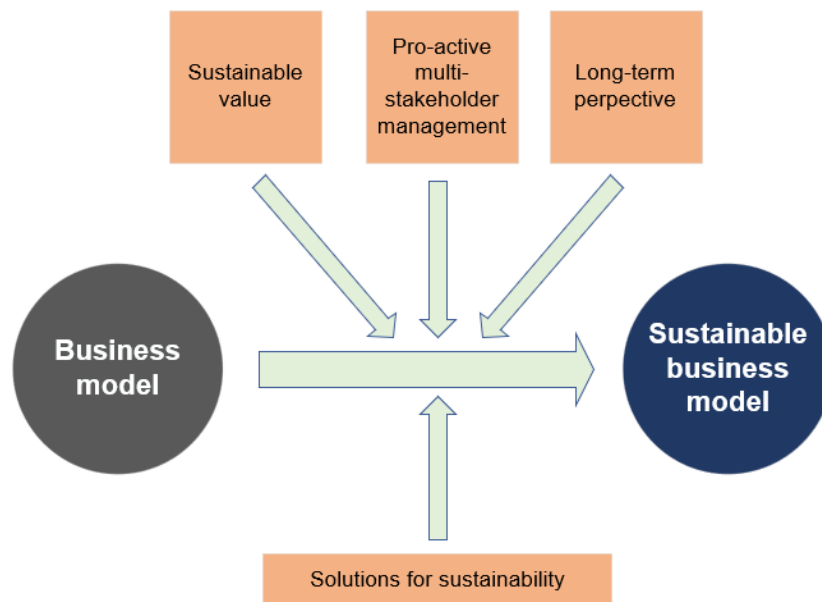 Sustainable
value
Pro-active
multi-
stakeholder
management
Long-term
perpective
Business
model
Sustainable
business
model
Solutions for sustainability